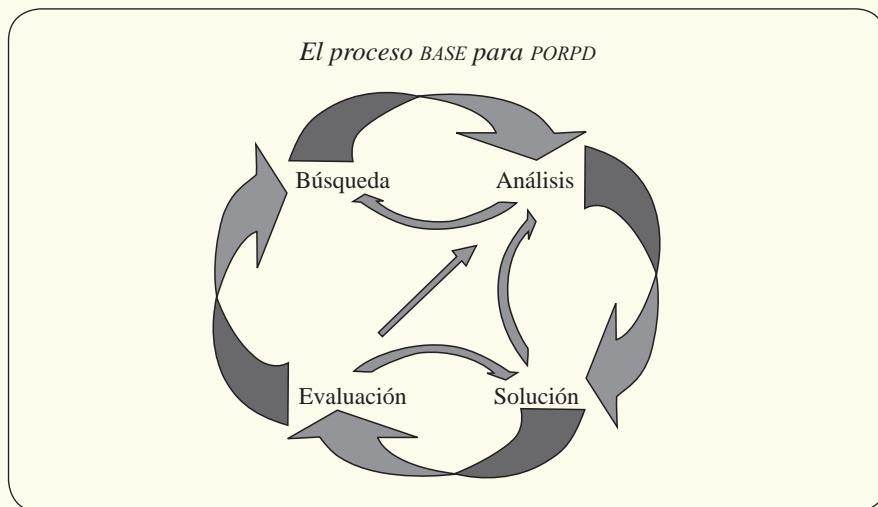 El proceso BASE para PORPD
Búsqueda Análisis
Evaluación Solución